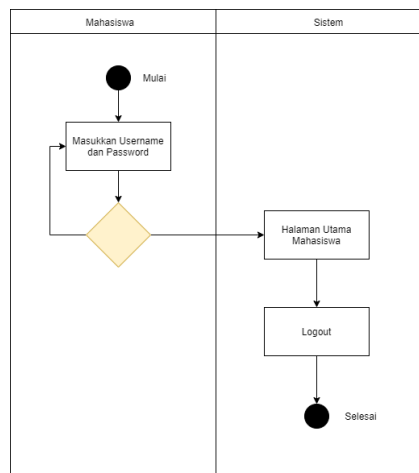 Mahasiswa
Sistem
Mulai
Masukkan Username
dan Password
Halaman Utama
Mahasiswa
Logout
Selesai